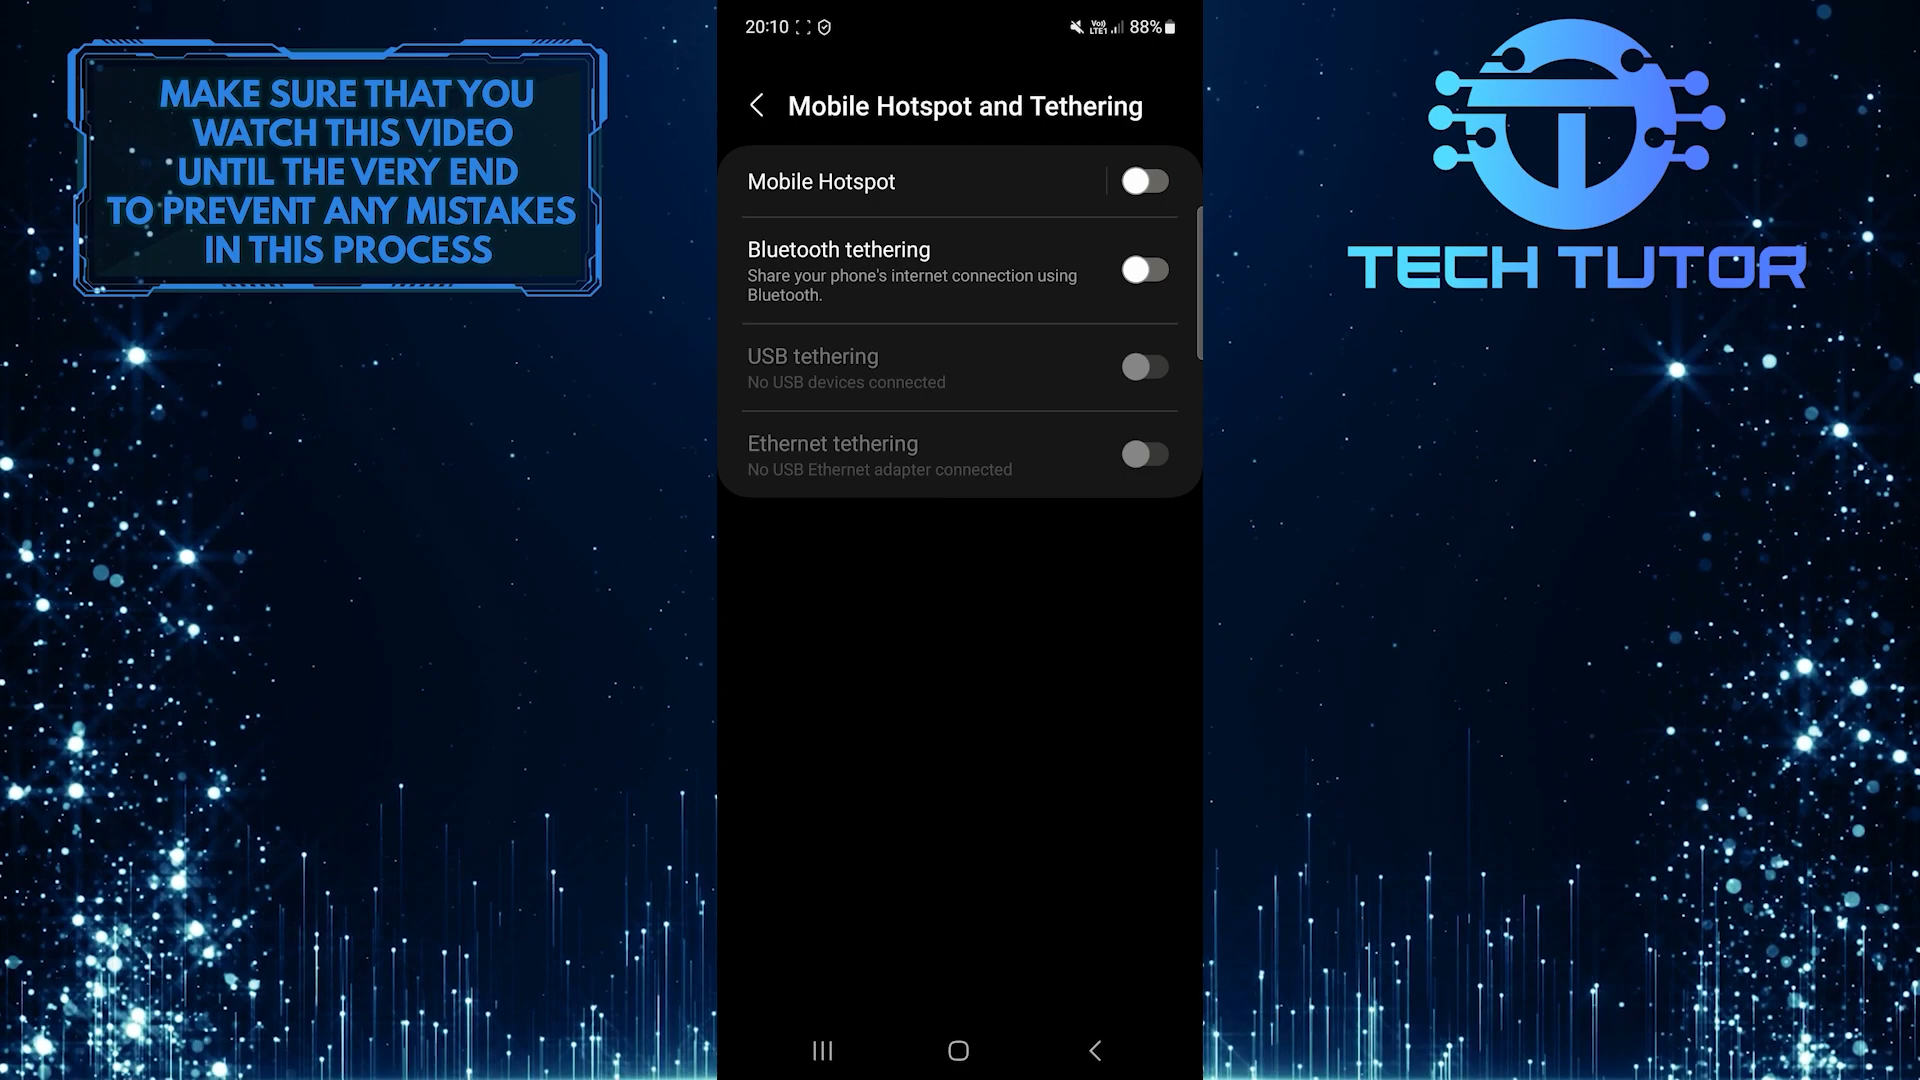 MAKE SURE THAT YOU
WATCH THIS VIDEO
UNTIL THE VERY END
TO PREVENT ANY MISTAKES
IN THIS PROCESS
20:10
Vo)) LTE1 88%
Mobile Hotspot and Tethering
Mobile Hotspot
Bluetooth tethering
Share your phone's internet connection using
Bluetooth.
USB tethering
No USB devices connected
Ethernet tethering
No USB Ethernet adapter connected
TECH TUTOR